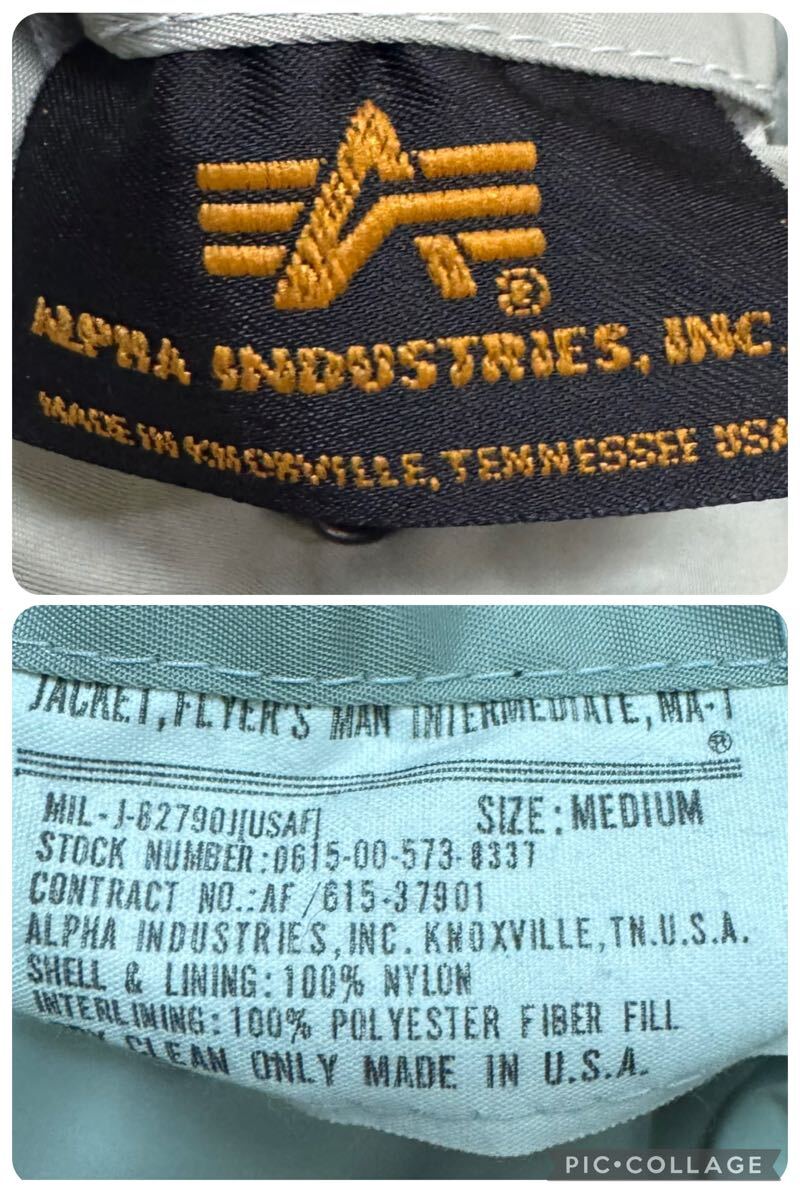 ALPHA INDUSTRIES, INC.
MADE IN KNOXVILLE, TENNESSEE USA
JACKET, FLYER'S MAN INTERMEDIATE, MA-1
®
MIL-J-82790J[USAF]
SIZE: MEDIUM
STOCK NUMBER:0615-00-573-8337
CONTRACT NO.:AF/615-37901
ALPHA INDUSTRIES, INC. KNOXVILLE, TN. U.S.A.
SHELL & LINING: 100% NYLON
INTERLINING: 100% POLYESTER FIBER FILL
CLEAN ONLY MADE IN U.S.A.
PIC•COLLAGE